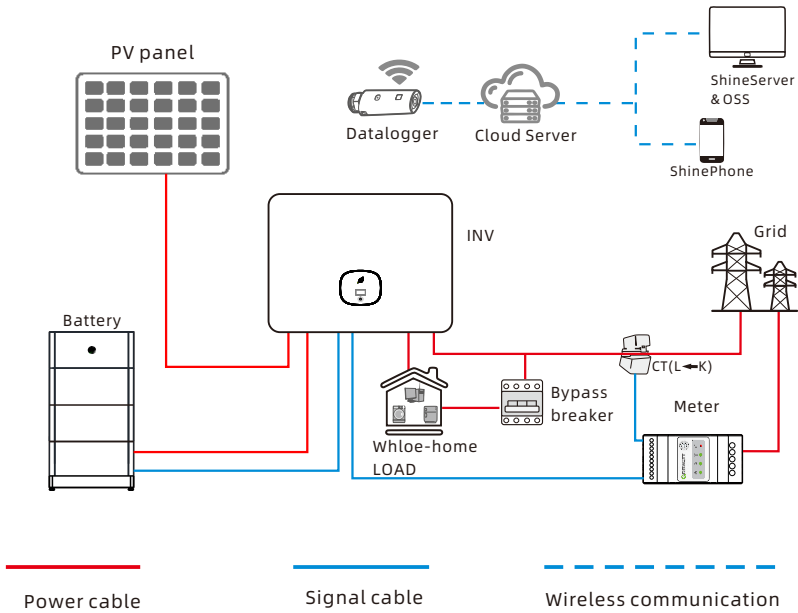 PV panel
Datalogger
Cloud Server
ShineServer
& OSS
ShinePhone
INV
Grid
Battery
CT(L←K)
Bypass
breaker
Meter
Whloe-home
LOAD
Power cable
Signal cable
Wireless communication